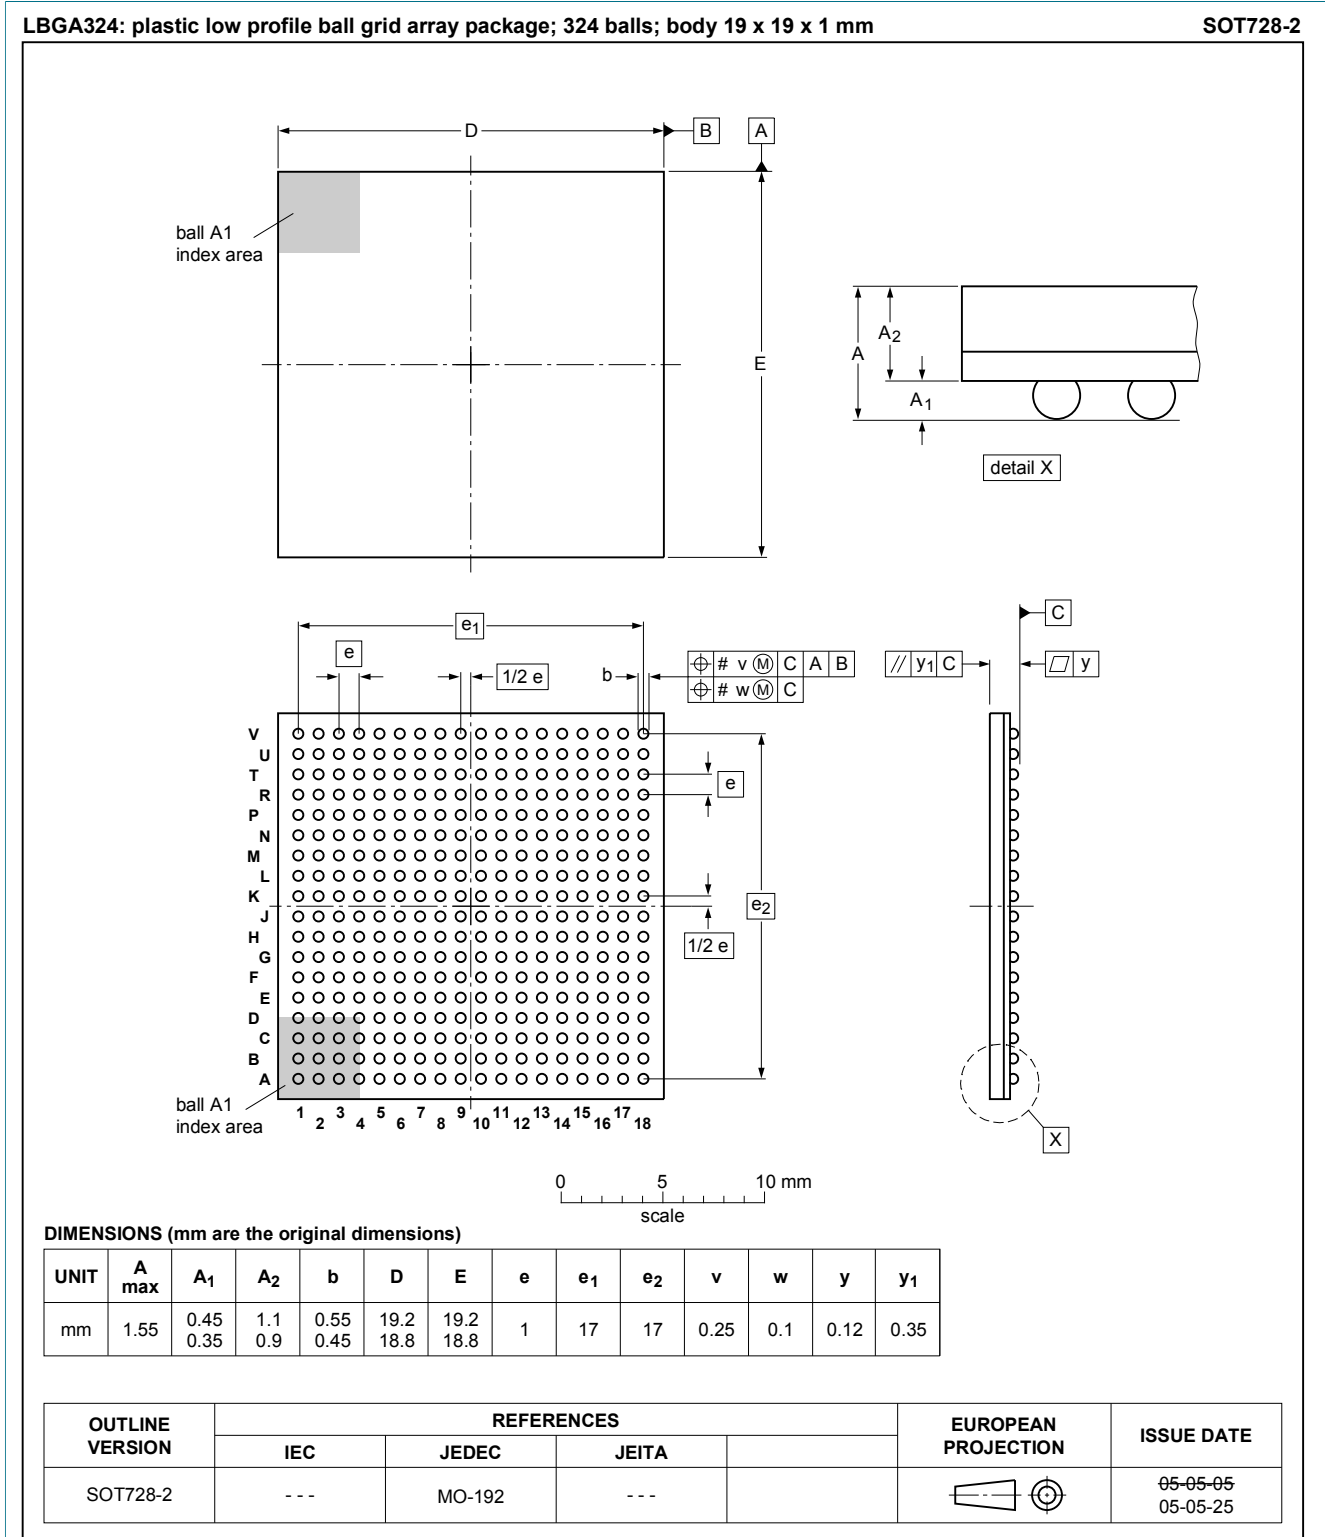 LBGA324: plastic low profile ball grid array package; 324 balls; body 19 x 19 x 1 mm SOT728-2
D B A
ball A1
index area
E
A A2
A1
detail X
e1
e
1/2 e
b
⌖ # v Ⓜ C A B
⌖ # w Ⓜ C
// y1 C
C
▱ y
V
U
T
R
P
N
M
L
K
J
H
G
F
E
D
C
B
A
e
e2
1/2 e
ball A1
index area
1 2 3 4 5 6 7 8 9 10 11 12 13 14 15 16 17 18
X
0 5 10 mm
scale
DIMENSIONS (mm are the original dimensions)
UNIT A max A1 A2 b D E e e1 e2 v w y y1
mm 1.55 0.45 0.35 1.1 0.9 0.55 0.45 19.2 18.8 19.2 18.8 1 17 17 0.25 0.1 0.12 0.35
OUTLINE VERSION REFERENCES EUROPEAN PROJECTION ISSUE DATE
IEC JEDEC JEITA
SOT728-2 - - - MO-192 - - - 05-05-05
05-05-25